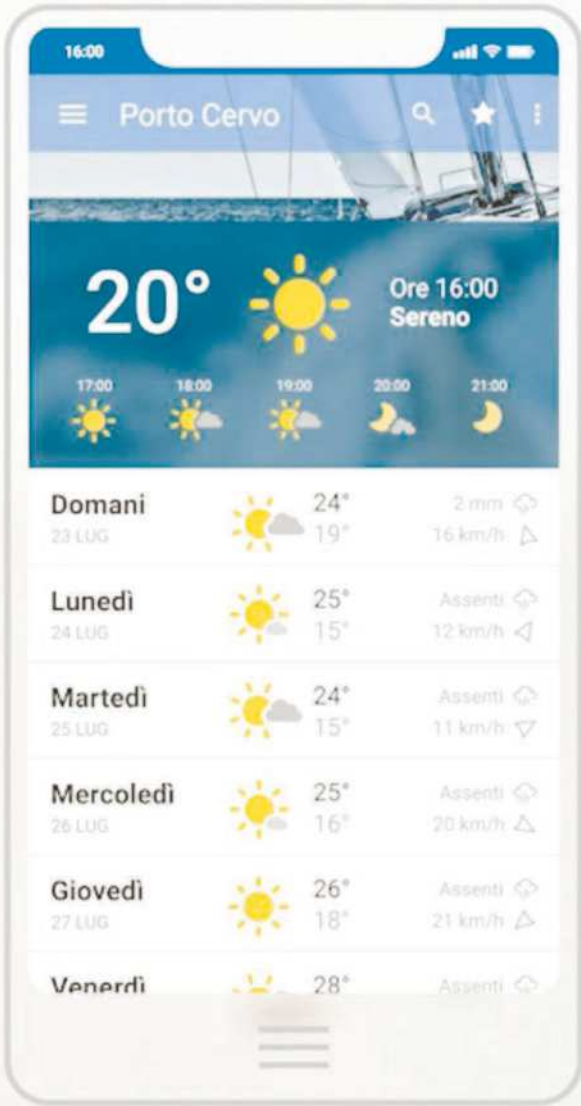 16:00
Porto Cervo
20°
Ore 16:00
Sereno
17:00 18:00 19:00 20:00 21:00
Domani 24° 2 mm
23 LUG 19° 16 km/h
Lunedì 25° Assenti
24 LUG 15° 12 km/h
Martedì 24° Assenti
25 LUG 15° 11 km/h
Mercoledì 25° Assenti
26 LUG 16° 20 km/h
Giovedì 26° Assenti
27 LUG 18° 21 km/h
Venerdì 28° Assenti